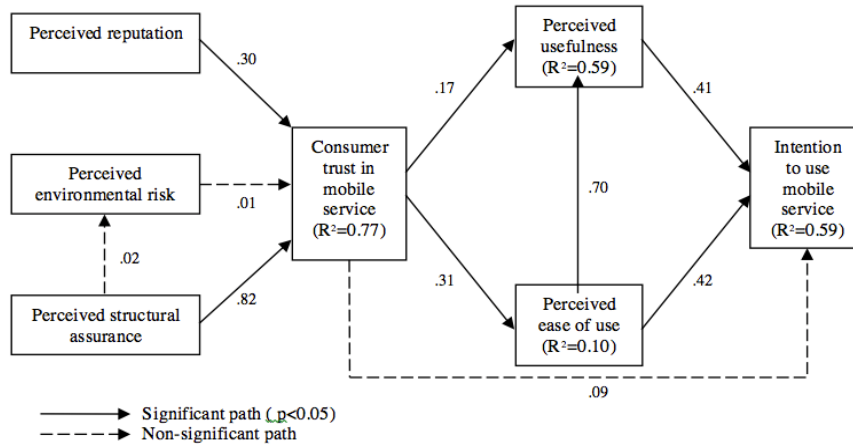 Perceived reputation
.30
Perceived
environmental risk
.01
.02
Perceived structural
assurance
.82
Consumer
trust in
mobile
service
(R²=0.77)
.17
.31
Perceived
usefulness
(R²=0.59)
.70
Perceived
ease of use
(R²=0.10)
.41
.42
Intention
to use
mobile
service
(R²=0.59)
.09
Significant path ( p<0.05)
Non-significant path